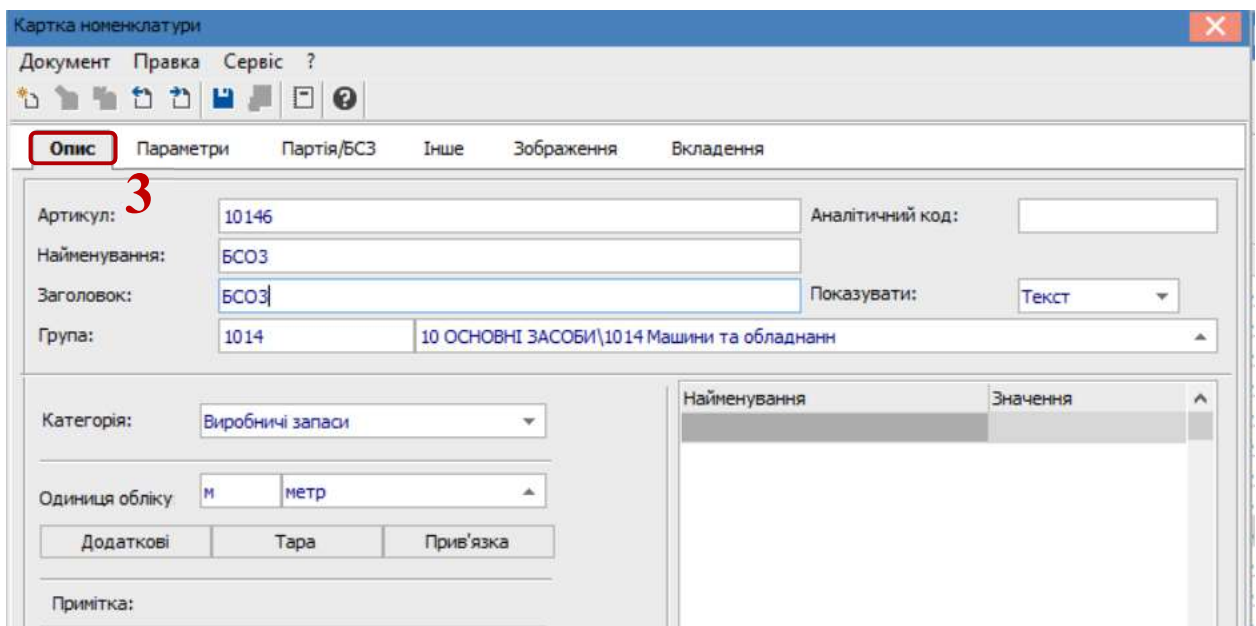 Картка номенклатури
Документ Правка Сервіс ?
Опис Параметри Партія/БСЗ Інше Зображення Вкладення
3
Артикул: 10146 Аналітичний код:
Найменування: БСОЗ
Заголовок: БСОЗ Показувати: Текст
Група: 1014 10 ОСНОВНІ ЗАСОБИ\1014 Машини та обладнанн
Найменування Значення
Категорія: Виробничі запаси
Одиниця обліку м метр
Додаткові Тара Прив'язка
Примітка: